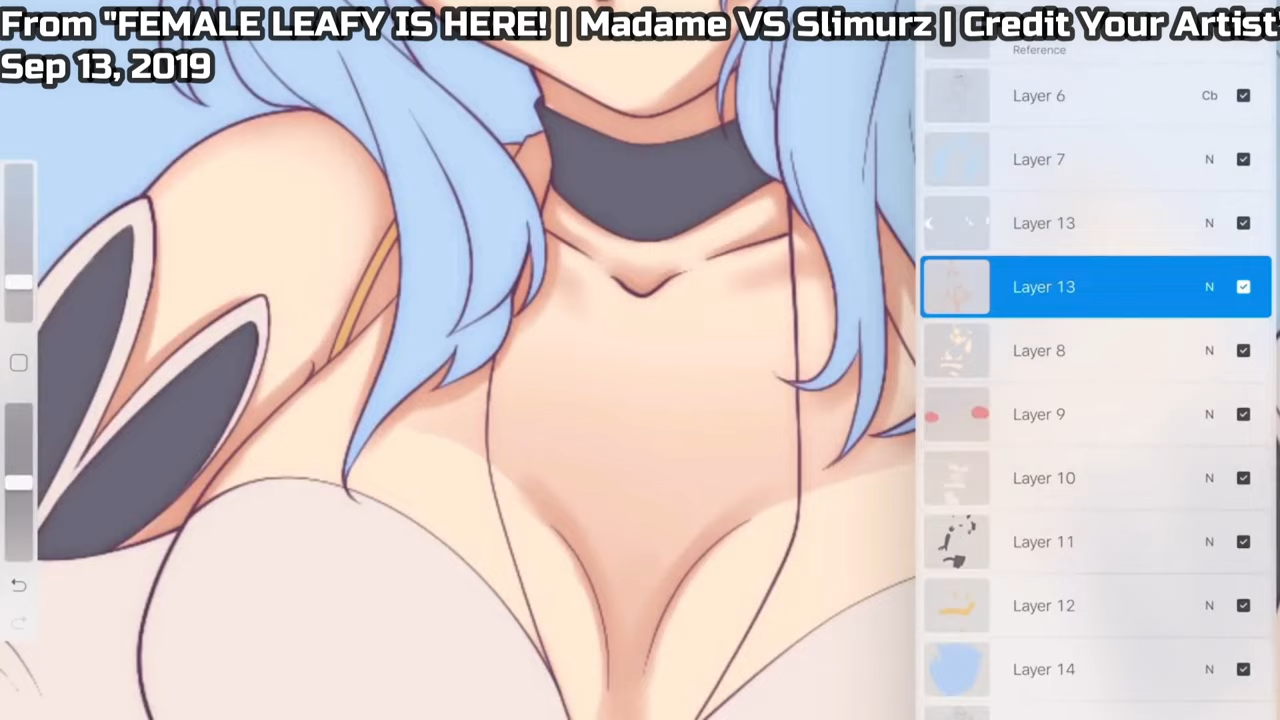 From "FEMALE LEAFY IS HERE! | Madame VS Slimurz | Credit Your Artist
Sep 13, 2019
Reference
Layer 6 Cb
Layer 7 N
Layer 13 N
Layer 13 N
Layer 8 N
Layer 9 N
Layer 10 N
Layer 11 N
Layer 12 N
Layer 14 N